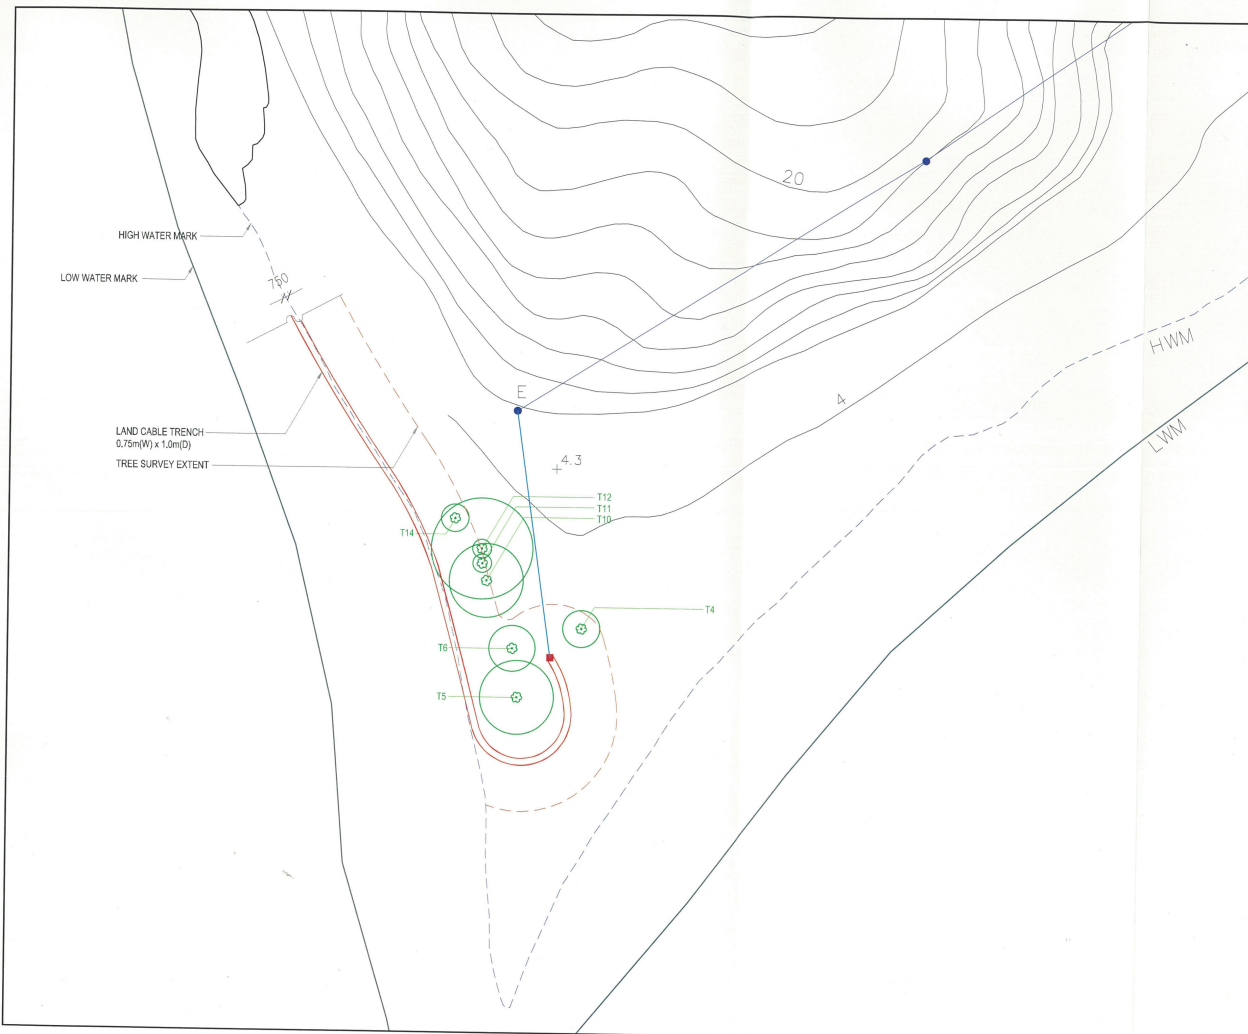 20
HIGH WATER MARK
LOW WATER MARK
750
HWM
E
4
LAND CABLE TRENCH
0.75m(W) x 1.0m(D)
LWM
TREE SURVEY EXTENT
4.3
T12
T11
T10
T14
T4
T6
T5